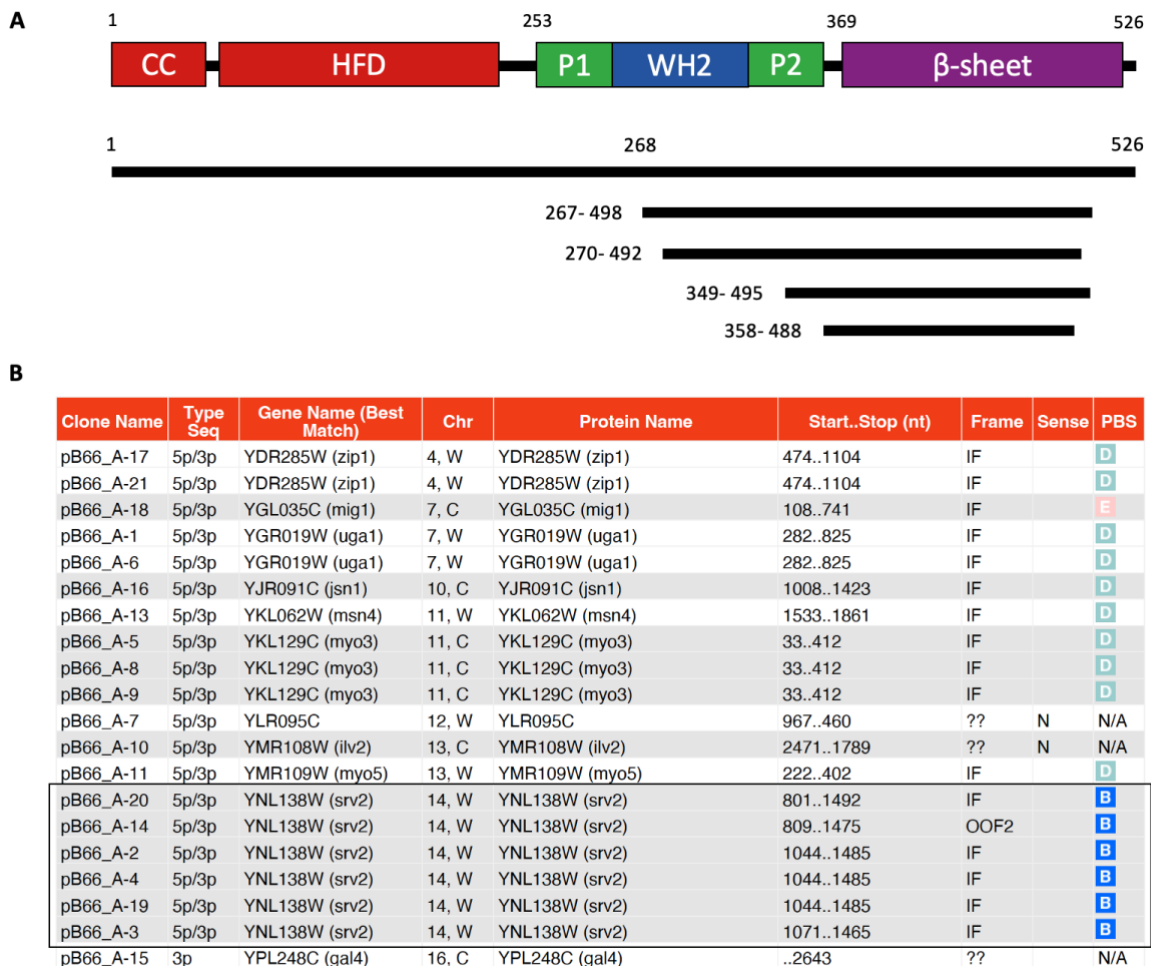 A
1 253 369 526
CC HFD P1 WH2 P2 β-sheet
1 268 526
267- 498
270- 492
349- 495
358- 488
B
Clone Name Type Seq Gene Name (Best Match) Chr Protein Name Start..Stop (nt) Frame Sense PBS
pB66_A-17 5p/3p YDR285W (zip1) 4, W YDR285W (zip1) 474..1104 IF D
pB66_A-21 5p/3p YDR285W (zip1) 4, W YDR285W (zip1) 474..1104 IF D
pB66_A-18 5p/3p YGL035C (mig1) 7, C YGL035C (mig1) 108..741 IF E
pB66_A-1 5p/3p YGR019W (uga1) 7, W YGR019W (uga1) 282..825 IF D
pB66_A-6 5p/3p YGR019W (uga1) 7, W YGR019W (uga1) 282..825 IF D
pB66_A-16 5p/3p YJR091C (jsn1) 10, C YJR091C (jsn1) 1008..1423 IF D
pB66_A-13 5p/3p YKL062W (msn4) 11, W YKL062W (msn4) 1533..1861 IF D
pB66_A-5 5p/3p YKL129C (myo3) 11, C YKL129C (myo3) 33..412 IF D
pB66_A-8 5p/3p YKL129C (myo3) 11, C YKL129C (myo3) 33..412 IF D
pB66_A-9 5p/3p YKL129C (myo3) 11, C YKL129C (myo3) 33..412 IF D
pB66_A-7 5p/3p YLR095C 12, W YLR095C 967..460 ?? N N/A
pB66_A-10 5p/3p YMR108W (ilv2) 13, C YMR108W (ilv2) 2471..1789 ?? N N/A
pB66_A-11 5p/3p YMR109W (myo5) 13, W YMR109W (myo5) 222..402 IF D
pB66_A-20 5p/3p YNL138W (srv2) 14, W YNL138W (srv2) 801..1492 IF B
pB66_A-14 5p/3p YNL138W (srv2) 14, W YNL138W (srv2) 809..1475 OOF2 B
pB66_A-2 5p/3p YNL138W (srv2) 14, W YNL138W (srv2) 1044..1485 IF B
pB66_A-4 5p/3p YNL138W (srv2) 14, W YNL138W (srv2) 1044..1485 IF B
pB66_A-19 5p/3p YNL138W (srv2) 14, W YNL138W (srv2) 1044..1485 IF B
pB66_A-3 5p/3p YNL138W (srv2) 14, W YNL138W (srv2) 1071..1465 IF B
pB66_A-15 3p YPL248C (gal4) 16, C YPL248C (gal4) ..2643 ?? N/A